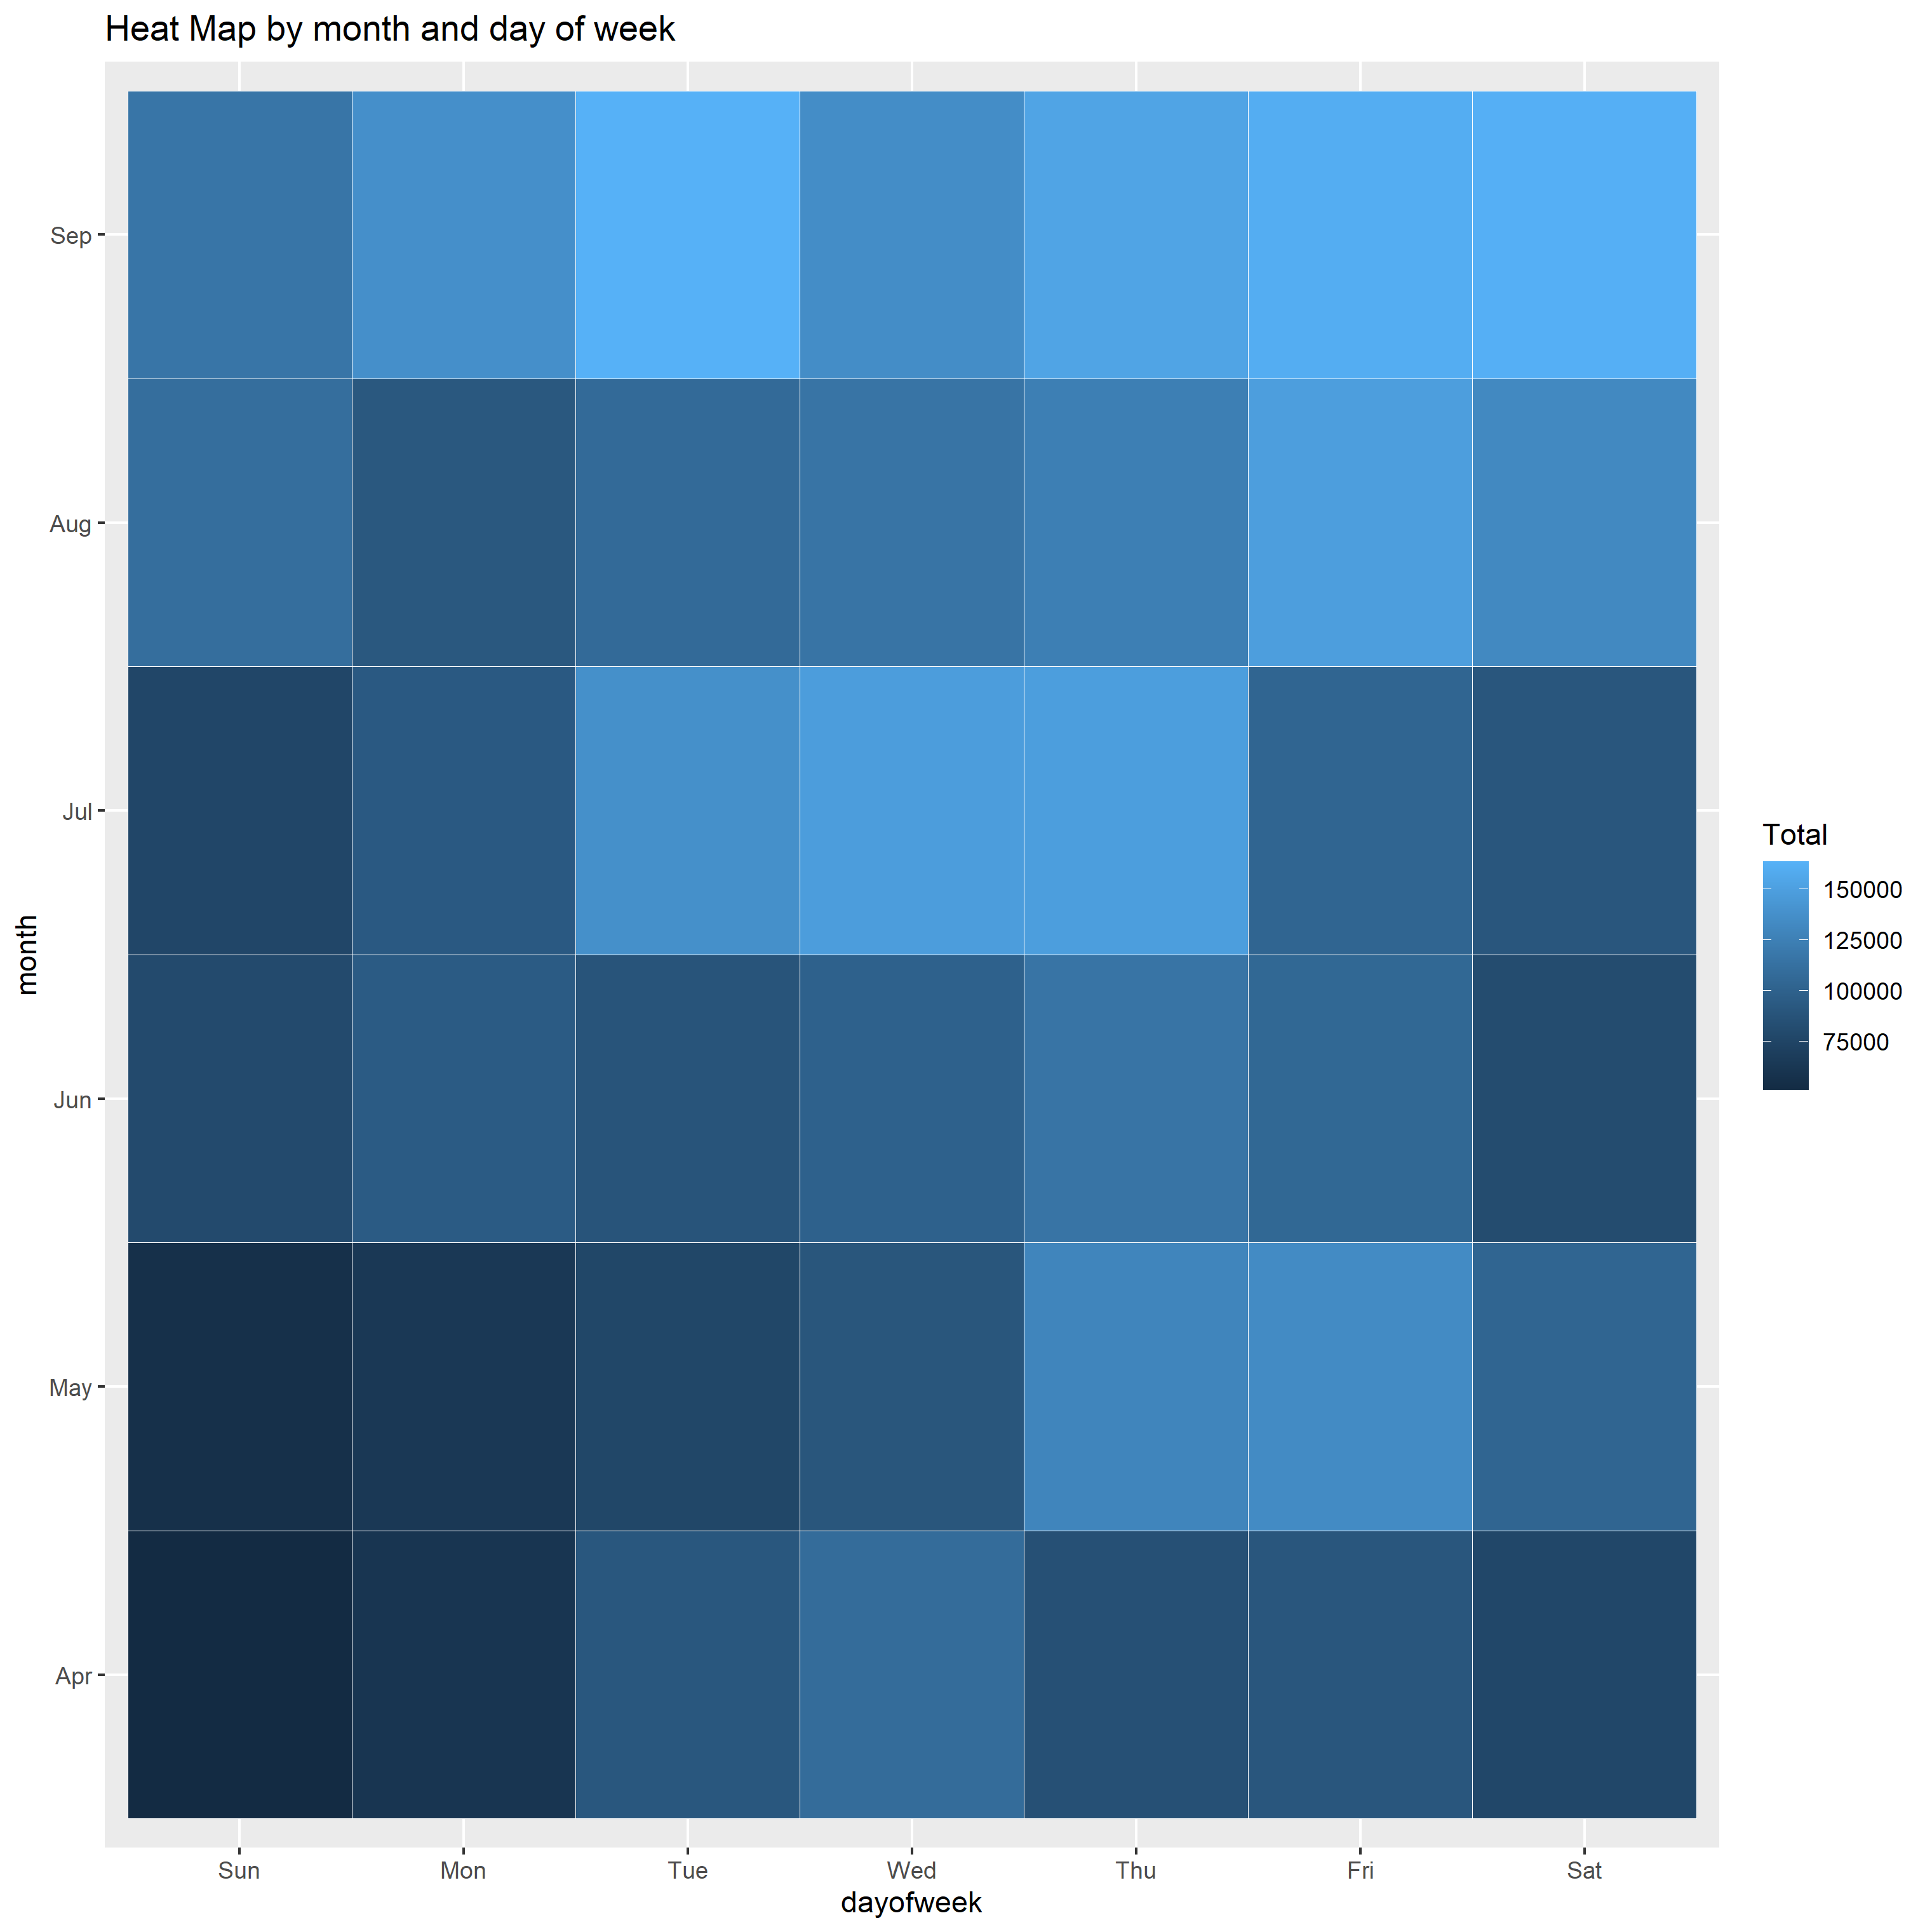 Heat Map by month and day of week
month
Sep
Aug
Jul
Jun
May
Apr
Sun Mon Tue Wed Thu Fri Sat
dayofweek
Total
150000
125000
100000
75000